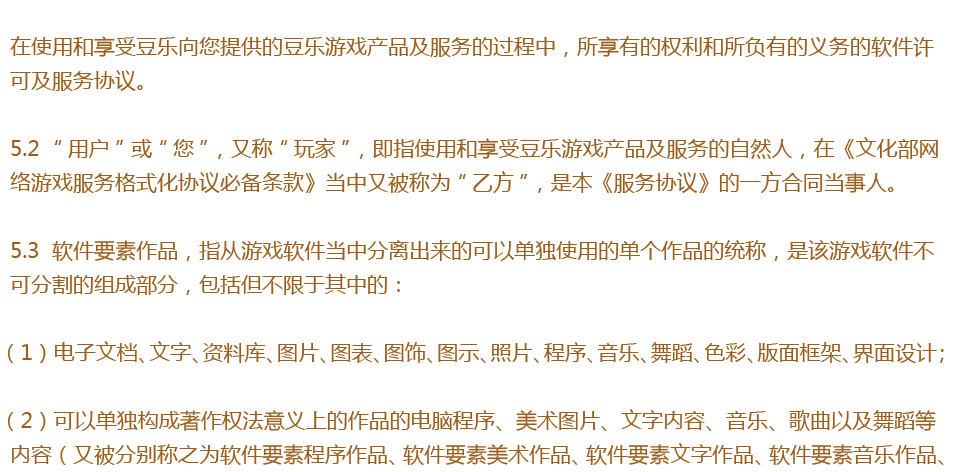 在使用和享受豆乐向您提供的豆乐游戏产品及服务的过程中，所享有的权利和所负有的义务的软件许
可及服务协议。
5.2 ＂用户＂或＂您＂，又称＂玩家＂，即指使用和享受豆乐游戏产品及服务的自然人，在《文化部网
络游戏服务格式化协议必备条款》当中又被称为＂乙方＂，是本《服务协议》的一方合同当事人。
5.3 软件要素作品，指从游戏软件当中分离出来的可以单独使用的单个作品的统称，是该游戏软件不
可分割的组成部分，包括但不限于其中的：
（1）电子文档、文字、资料库、图片、图表、图饰、图示、照片、程序、音乐、舞蹈、色彩、版面框架、界面设计；
（2）可以单独构成著作权法意义上的作品的电脑程序、美术图片、文字内容、音乐、歌曲以及舞蹈等
内容（又被分别称之为软件要素程序作品、软件要素美术作品、软件要素文字作品、软件要素音乐作品、